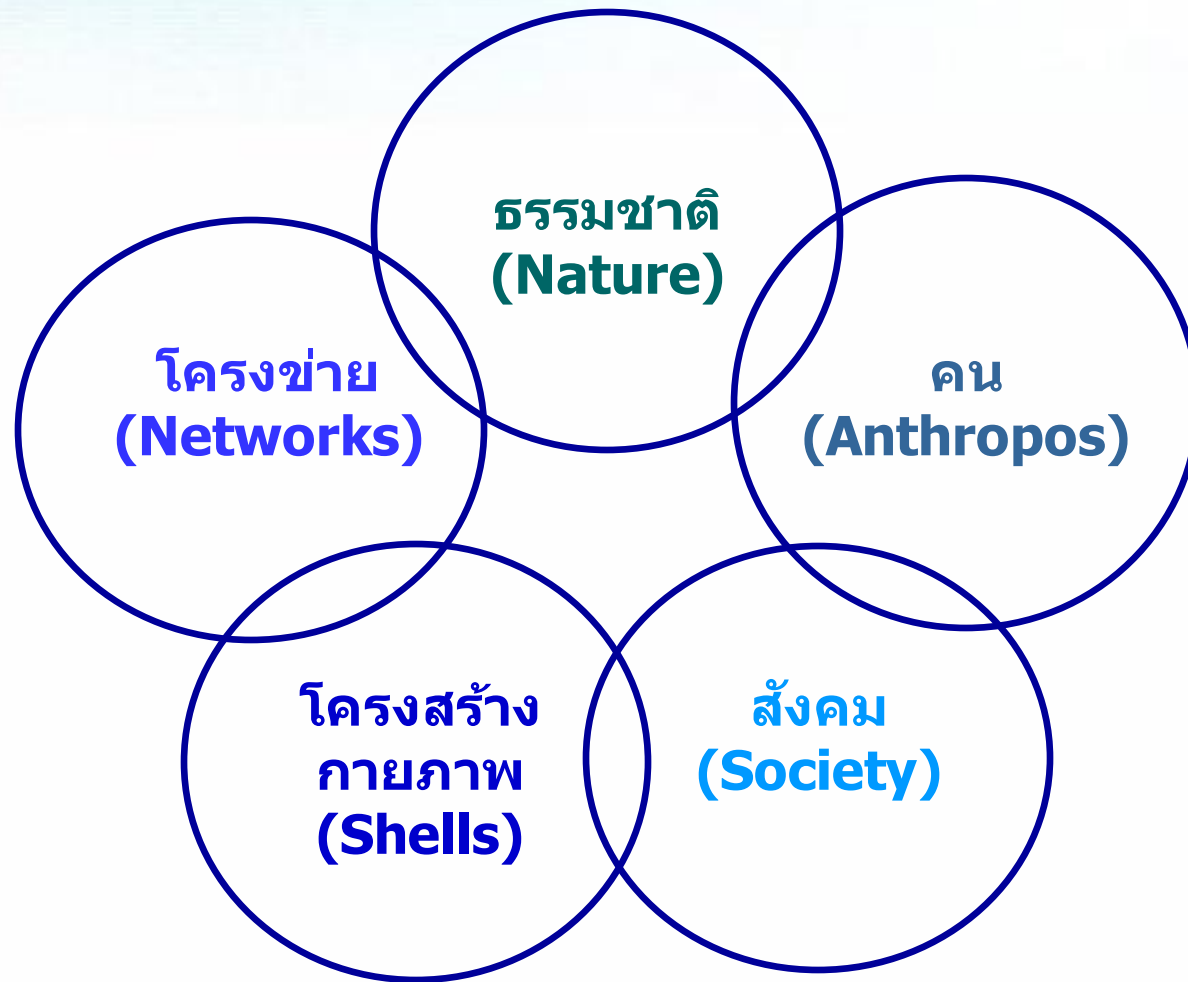 ธรรมชาติ
(Nature)
โครงข่าย
(Networks)
คน
(Anthropos)
โครงสร้าง
กายภาพ
(Shells)
สังคม
(Society)